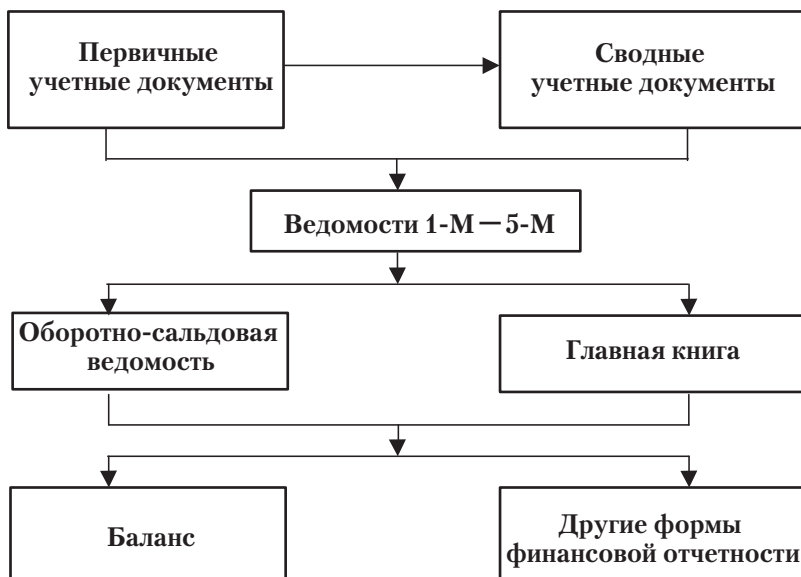 Первичные
учетные документы
Сводные
учетные документы
Ведомости 1-М — 5-М
Оборотно-сальдовая
ведомость
Главная книга
Баланс
Другие формы
финансовой отчетности